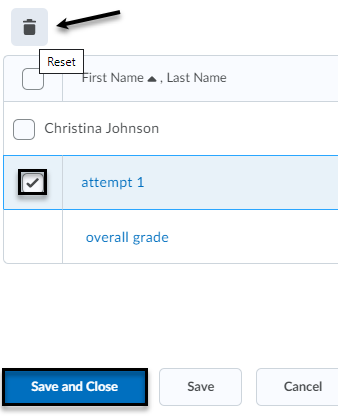 Reset
First Name , Last Name
Christina Johnson
attempt 1
overall grade
Save and Close Save Cancel